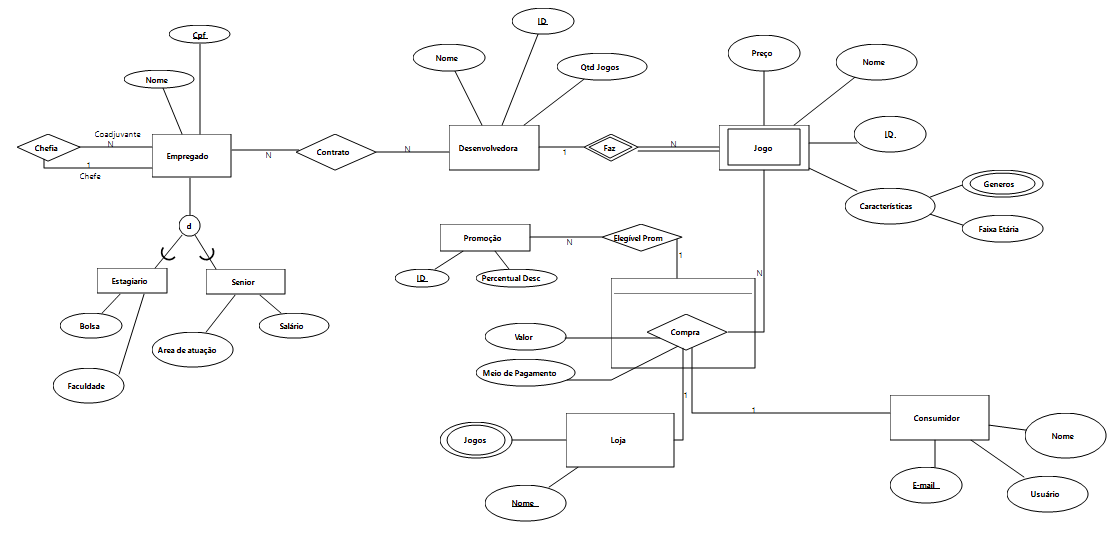 ID
Cpf
Nome
Qtd Jogos
Preço
Nome
Nome
Coadjuvante
N
Chefia
1
Chefe
Empregado
N
Contrato
N
Desenvolvedora
1
Faz
N
Jogo
ID
Generos
Características
Faixa Etária
d
Promoção
N
Elegível Prom
1
ID
Percentual Desc
N
Estagiario
Senior
Bolsa
Salário
Area de atuação
Faculdade
Valor
Compra
Meio de Pagamento
1
1
Jogos
Loja
Nome
Consumidor
Nome
E-mail
Usuário